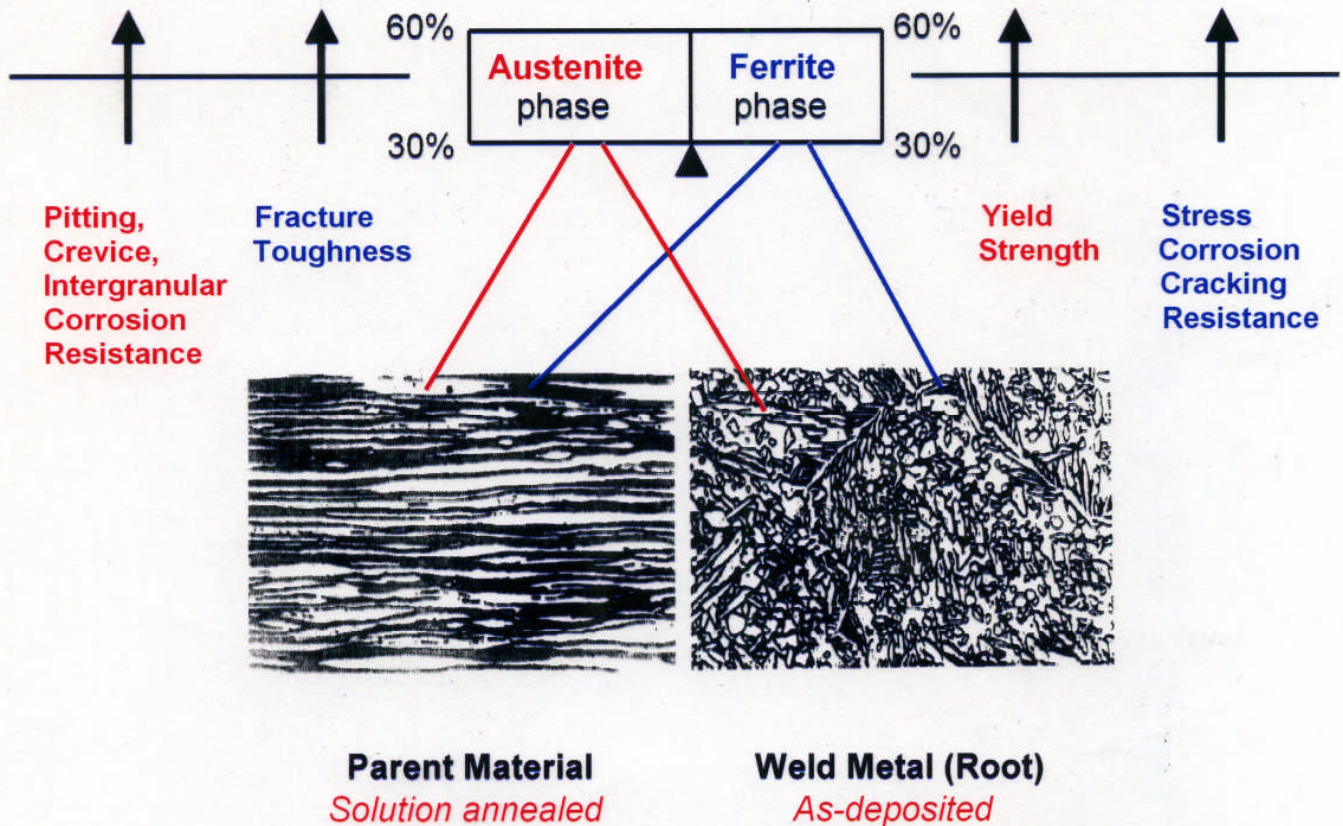 60%
60%
Austenite
phase
Ferrite
phase
30%
30%
Pitting,
Crevice,
Intergranular
Corrosion
Resistance
Fracture
Toughness
Yield
Strength
Stress
Corrosion
Cracking
Resistance
Parent Material
Solution annealed
Weld Metal (Root)
As-deposited